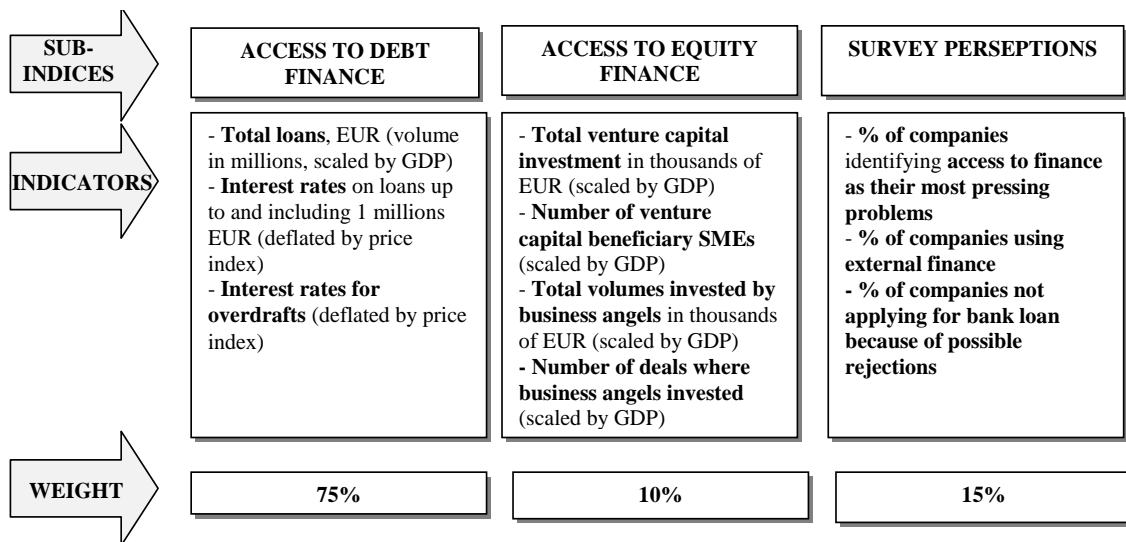 SUB-
INDICES
ACCESS TO DEBT
FINANCE
ACCESS TO EQUITY
FINANCE
SURVEY PERSEPTIONS
INDICATORS
- Total loans, EUR (volume
in millions, scaled by GDP)
- Interest rates on loans up
to and including 1 millions
EUR (deflated by price
index)
- Interest rates for
overdrafts (deflated by price
index)
- Total venture capital
investment in thousands of
EUR (scaled by GDP)
- Number of venture
capital beneficiary SMEs
(scaled by GDP)
- Total volumes invested by
business angels in thousands
of EUR (scaled by GDP)
- Number of deals where
business angels invested
(scaled by GDP)
- % of companies
identifying access to finance
as their most pressing
problems
- % of companies using
external finance
- % of companies not
applying for bank loan
because of possible
rejections
WEIGHT
75%
10%
15%